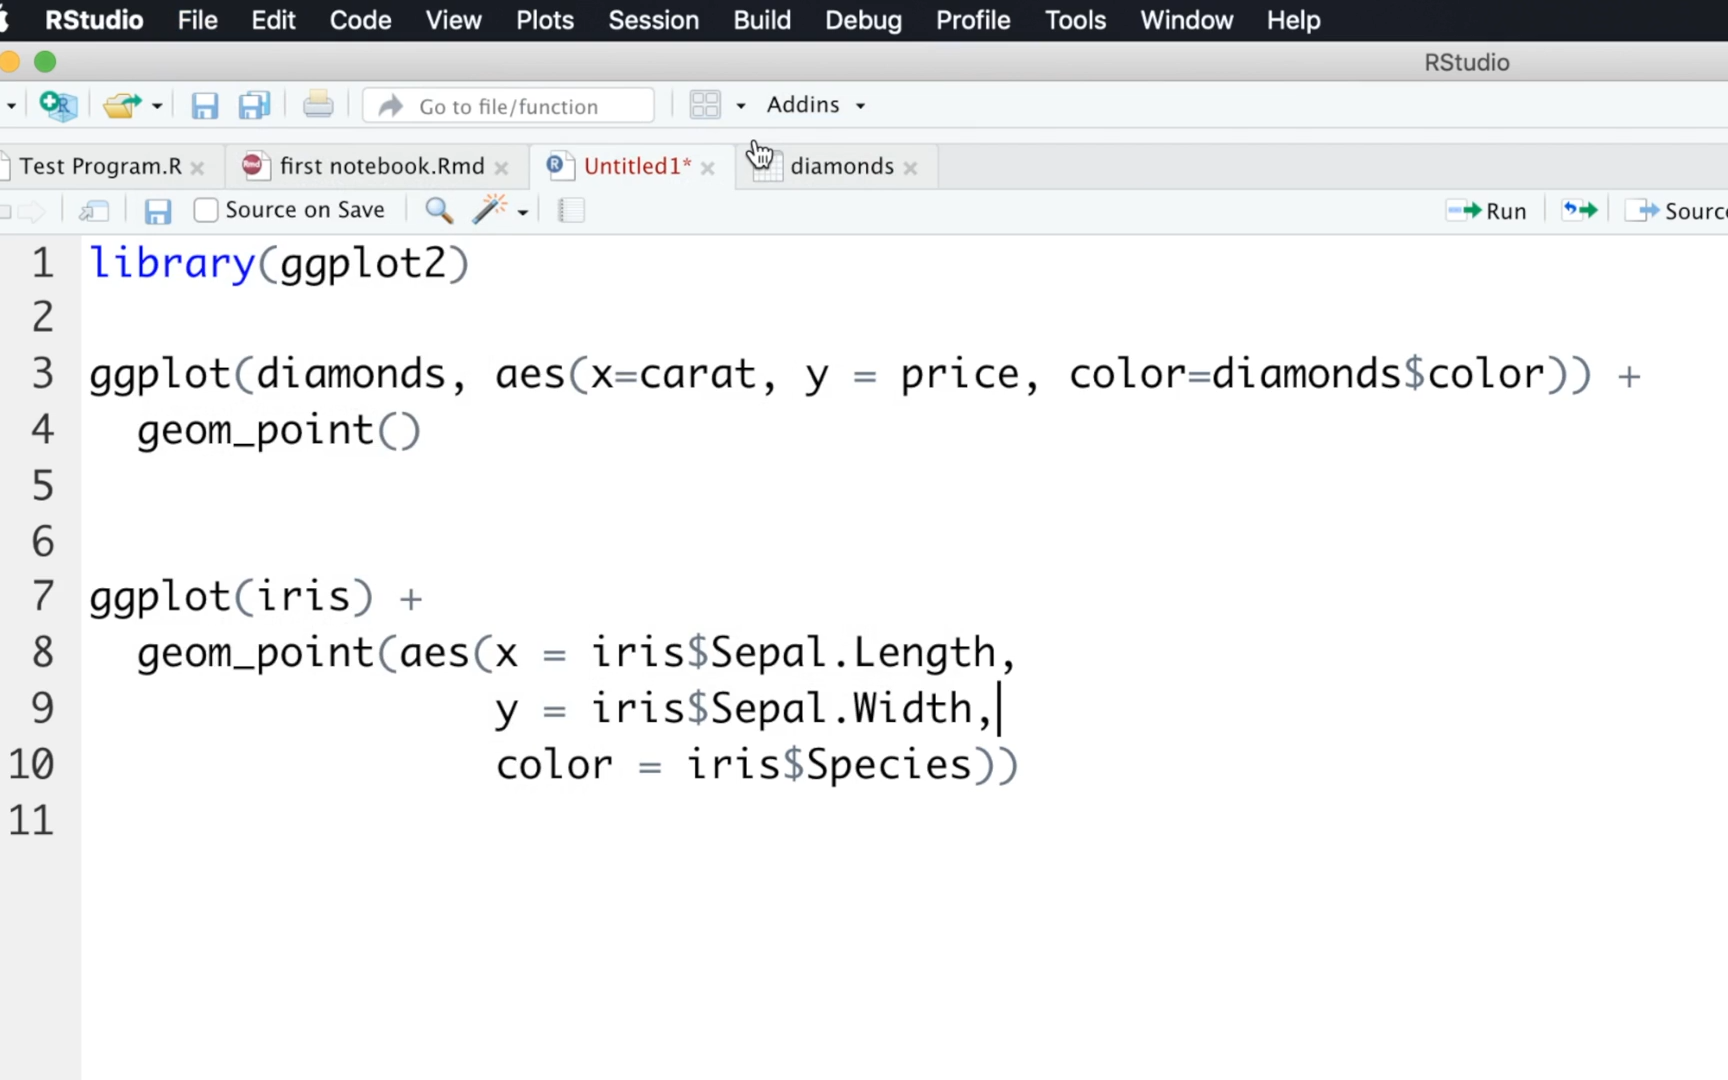 RStudio File Edit Code View Plots Session Build Debug Profile Tools Window Help
RStudio
Go to file/function Addins
Test Program.R first notebook.Rmd Untitled1* diamonds
Source on Save Run Sourc
1 library(ggplot2)
2
3 ggplot(diamonds, aes(x=carat, y = price, color=diamonds$color)) +
4 geom_point()
5
6
7 ggplot(iris) +
8 geom_point(aes(x = iris$Sepal.Length,
9 y = iris$Sepal.Width,
10 color = iris$Species))
11